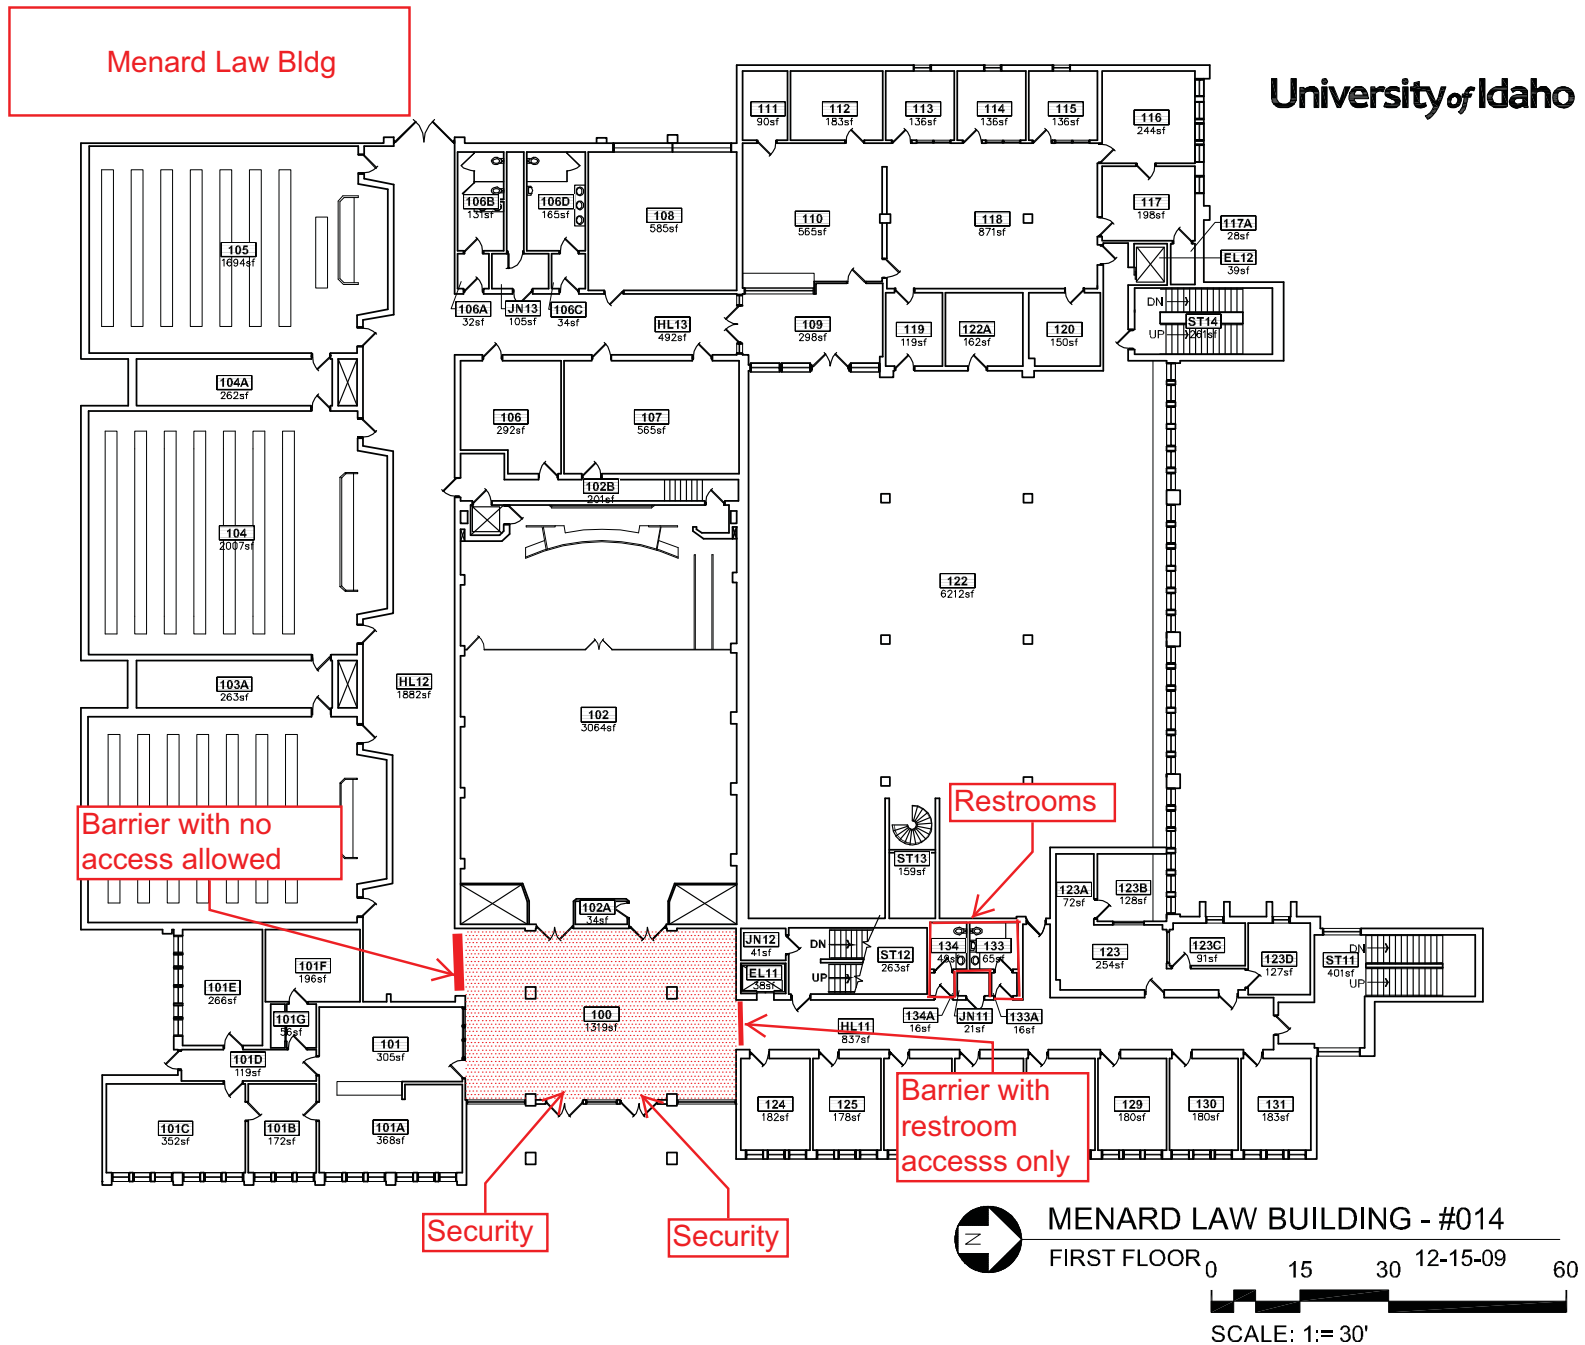 Menard Law Bldg
University of Idaho
111
90sf
112
183sf
113
136sf
114
136sf
115
136sf
116
244sf
106B
131sf
106D
165sf
108
585sf
110
565sf
118
871sf
117
198sf
117A
28sf
105
1694sf
EL12
39sf
106A
32sf
JN13
105sf
106C
34sf
HL13
492sf
109
298sf
119
119sf
122A
162sf
120
150sf
DN
UP
ST14
261sf
104A
262sf
106
292sf
107
565sf
102B
201sf
104
2007sf
122
6212sf
103A
263sf
HL12
1882sf
102
3064sf
Restrooms
Barrier with no
access allowed
ST13
159sf
123A
72sf
123B
128sf
102A
34sf
JN12
41sf
DN
UP
ST12
263sf
134
133
65sf
123
254sf
123C
91sf
123D
127sf
DN
ST11
401sf
UP
101F
196sf
EL11
38sf
101E
266sf
101G
56sf
100
1319sf
134A
16sf
JN11
21sf
133A
16sf
HL11
837sf
101
305sf
101D
119sf
Barrier with
restroom
accesss only
124
182sf
125
178sf
129
180sf
130
180sf
131
183sf
101C
352sf
101B
172sf
101A
368sf
Security
Security
N
MENARD LAW BUILDING - #014
FIRST FLOOR
12-15-09
0 15 30 60
SCALE: 1:= 30'